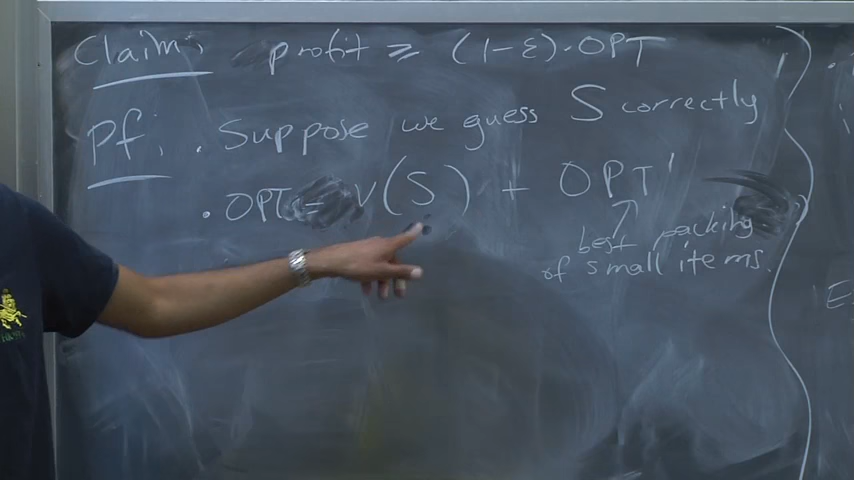 Claim: profit ≥ (1-ε)·OPT
Pf: · Suppose we guess S correctly
· OPT = v(S) + OPT'
best packing
of small items.